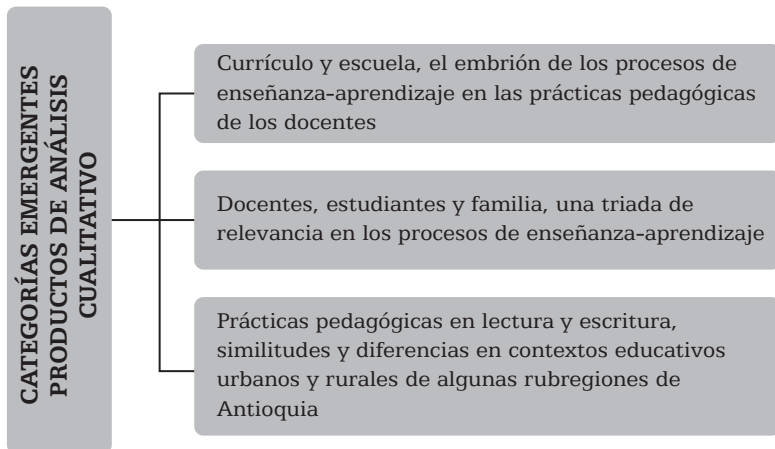 CATEGORÍAS EMERGENTES
PRODUCTOS DE ANÁLISIS
CUALITATIVO
Currículo y escuela, el embrión de los procesos de
enseñanza-aprendizaje en las prácticas pedagógicas
de los docentes
Docentes, estudiantes y familia, una triada de
relevancia en los procesos de enseñanza-aprendizaje
Prácticas pedagógicas en lectura y escritura,
similitudes y diferencias en contextos educativos
urbanos y rurales de algunas rubregiones de
Antioquia